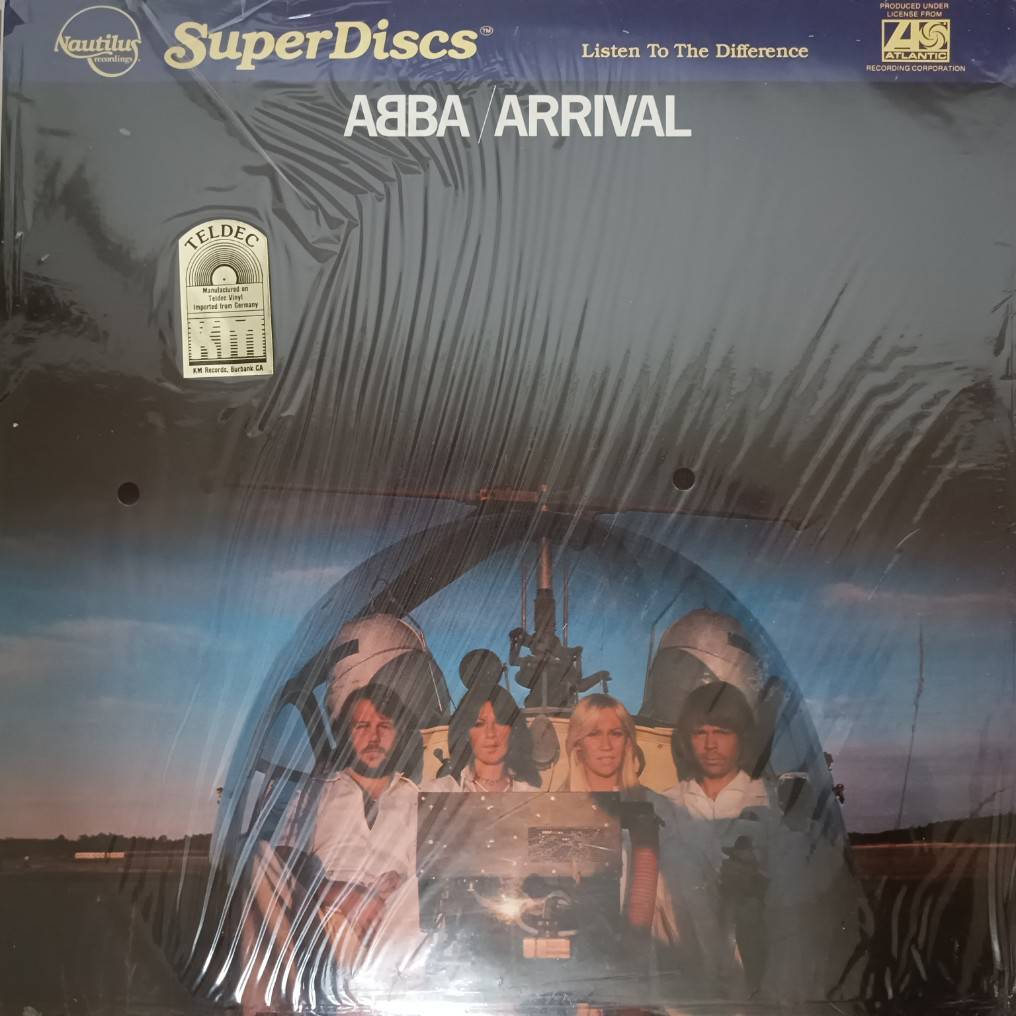 Nautilus
recordings
SuperDiscs™
Listen To The Difference
PRODUCED UNDER
LICENSE FROM
ATLANTIC
RECORDING CORPORATION
ABBA/ARRIVAL
TELDEC
Manufactured on
Teldec Vinyl
Imported from Germany
KM
KM Records, Burbank CA